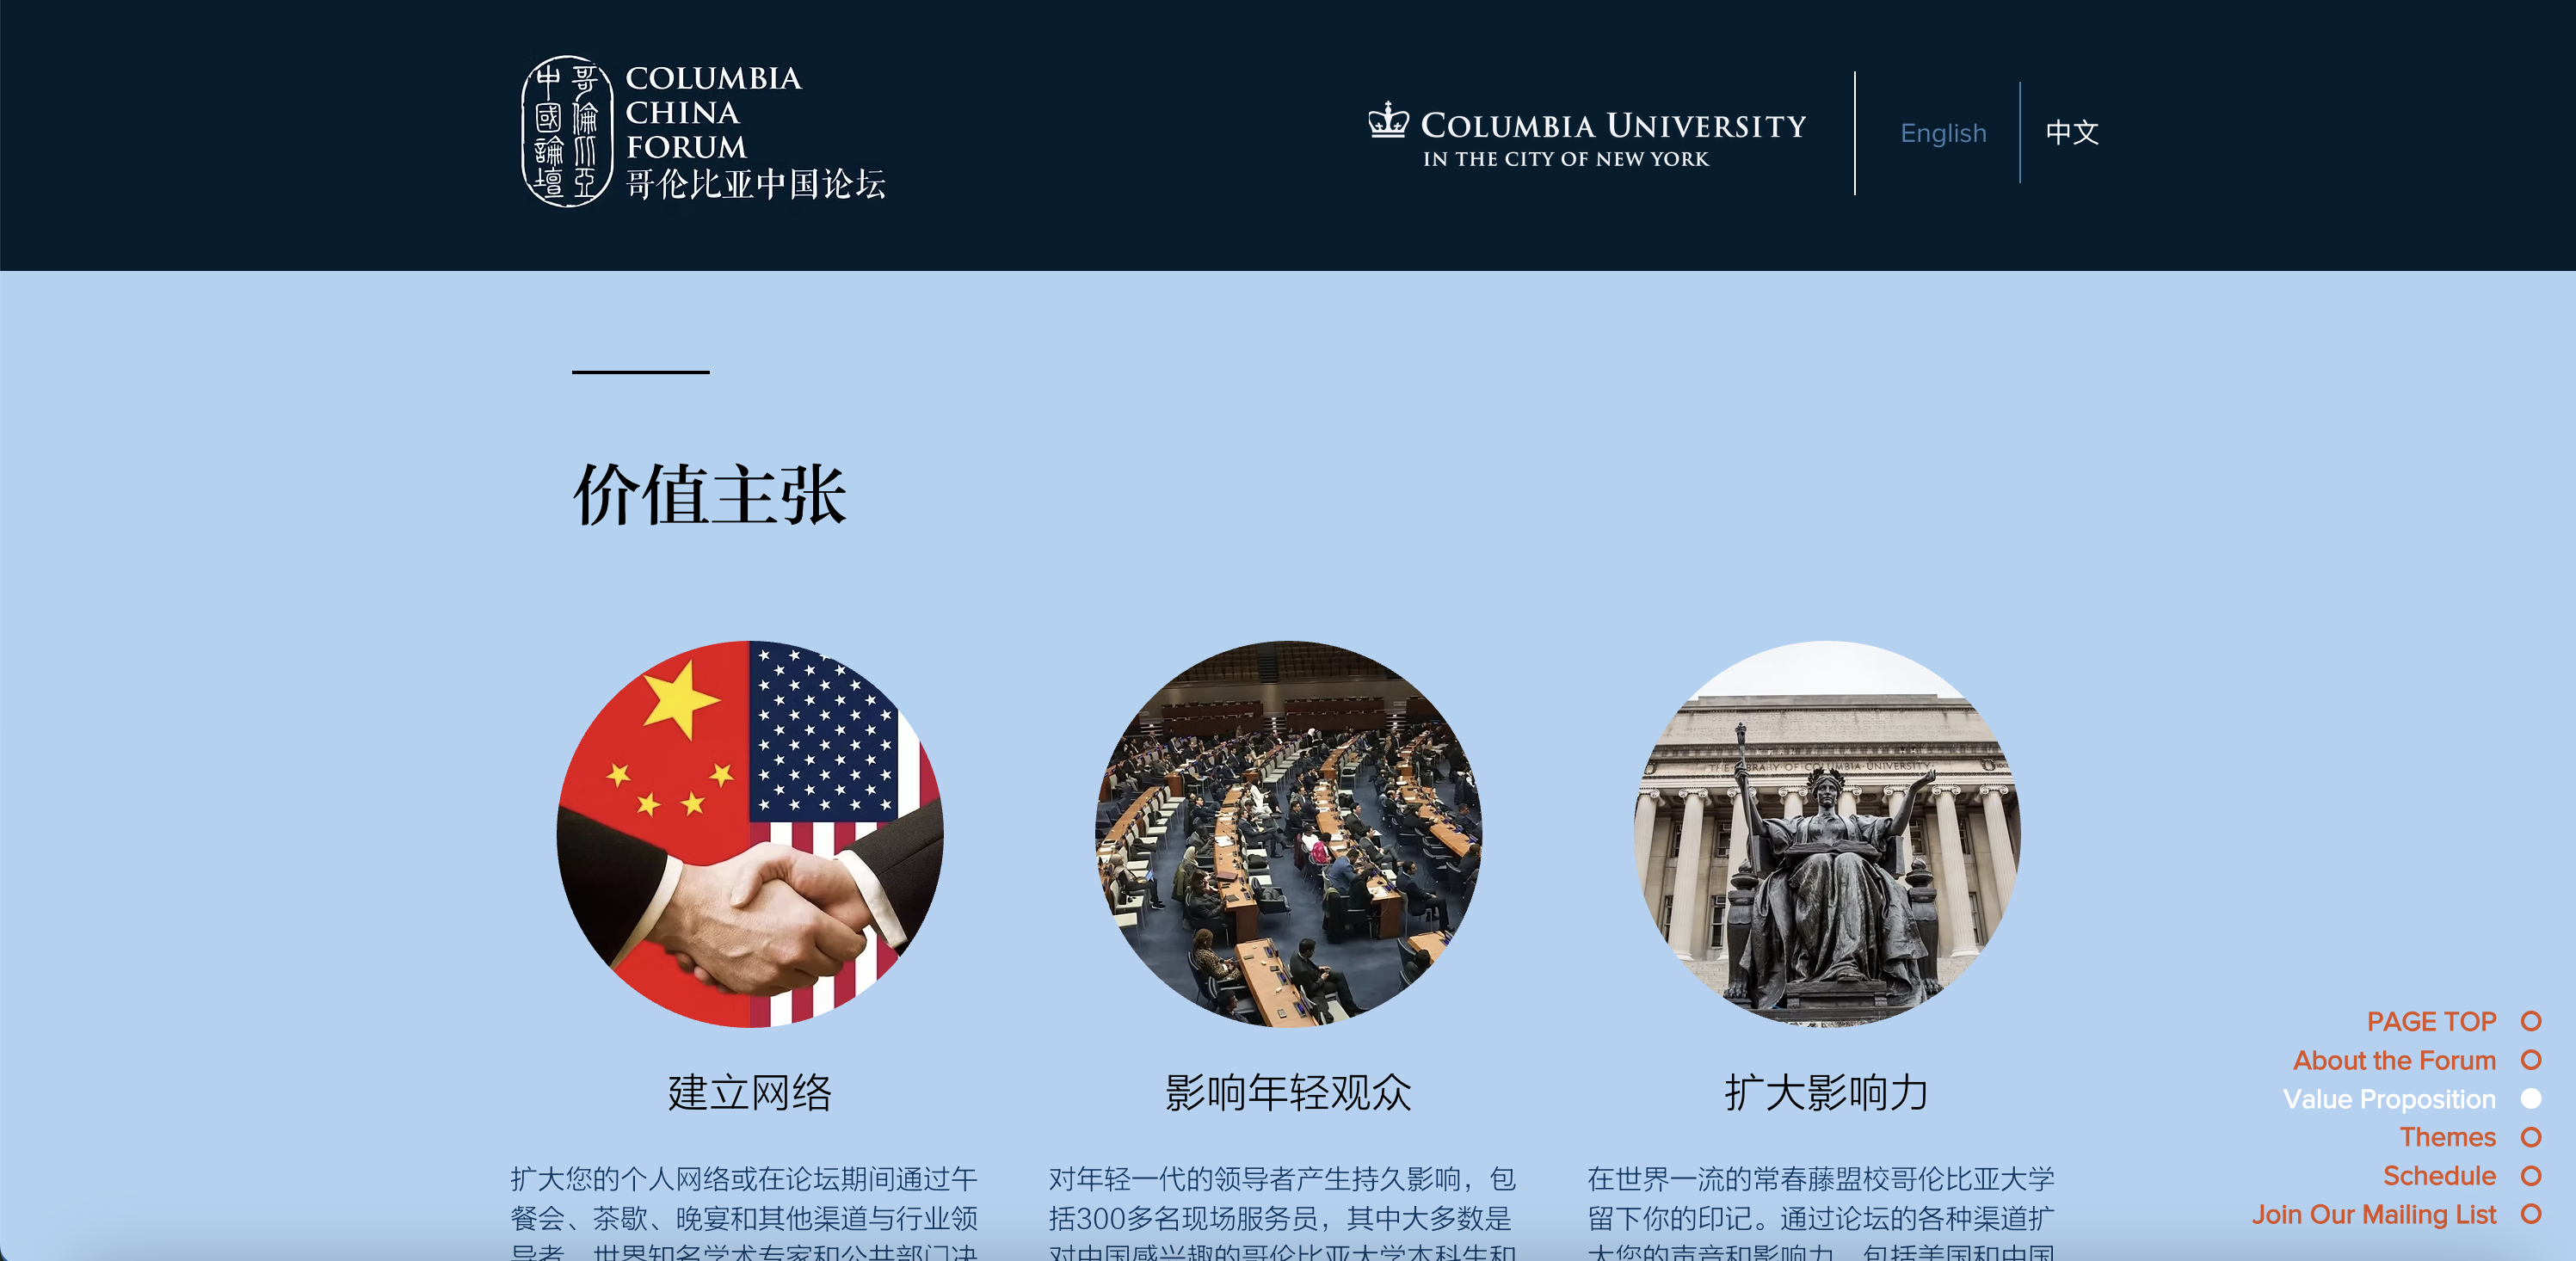 哥倫比亞
中國論壇
COLUMBIA
CHINA
FORUM
哥伦比亚中国论坛
COLUMBIA UNIVERSITY
IN THE CITY OF NEW YORK
English
中文
价值主张
THE LIBRARY OF COLUMBIA UNIVERSITY
建立网络
扩大您的个人网络或在论坛期间通过午
餐会、茶歇、晚宴和其他渠道与行业领
导者、世界知名学术专家和公共部门决
影响年轻观众
对年轻一代的领导者产生持久影响，包
括300多名现场服务员，其中大多数是
对中国感兴趣的哥伦比亚大学本科生和
扩大影响力
在世界一流的常春藤盟校哥伦比亚大学
留下你的印记。通过论坛的各种渠道扩
大您的声音和影响力，包括美国和中国
PAGE TOP
About the Forum
Value Proposition
Themes
Schedule
Join Our Mailing List